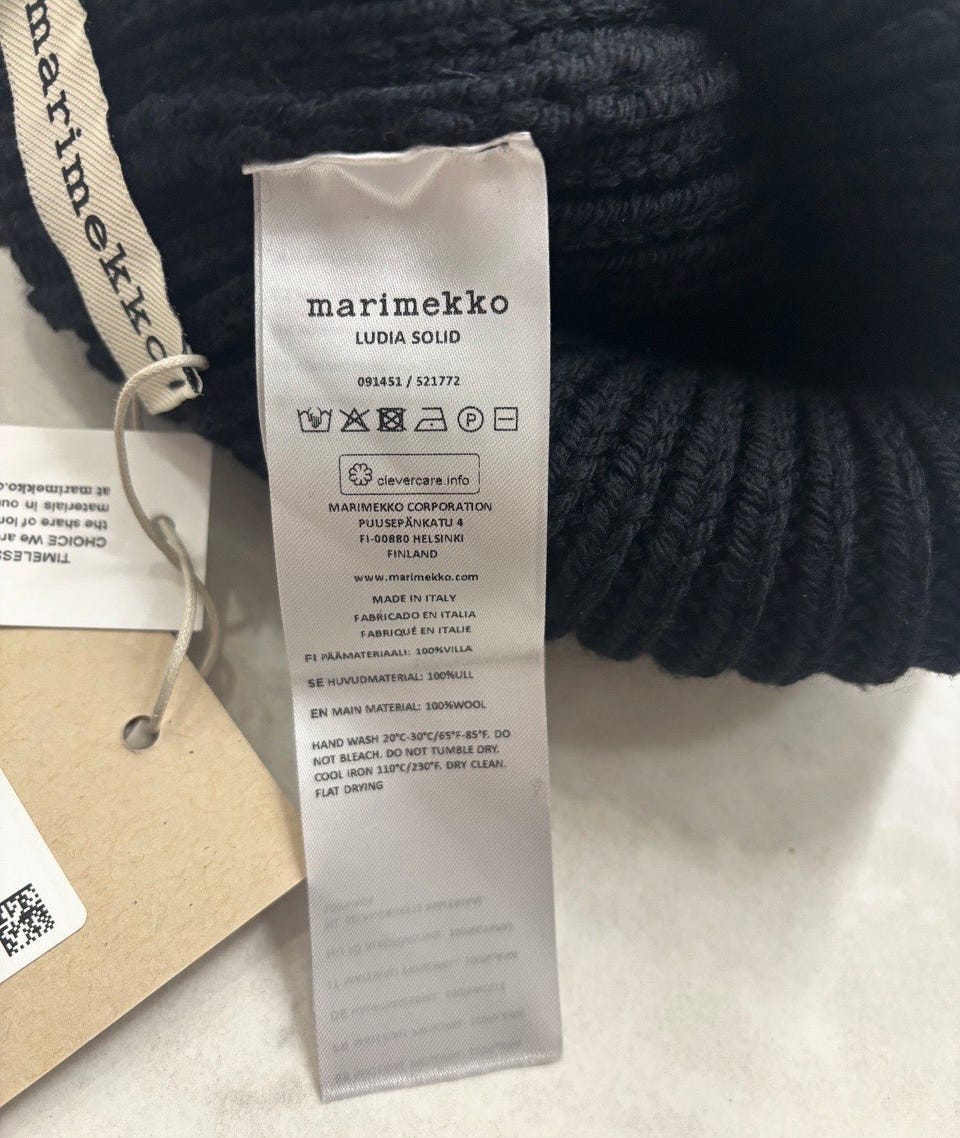 marimekko
marimekko
LUDIA SOLID
091451 / 521772
P
clevercare.info
MARIMEKKO CORPORATION
PUUSEPÄNKATU 4
FI-00880 HELSINKI
FINLAND
www.marimekko.com
MADE IN ITALY
FABRICADO EN ITALIA
FABRIQUÉ EN ITALIE
FI PÄÄMATERIAALI: 100%VILLA
SE HUVUDMATERIAL: 100%ULL
EN MAIN MATERIAL: 100%WOOL
HAND WASH 20°C-30°C/65°F-85°F. DO
NOT BLEACH. DO NOT TUMBLE DRY.
COOL IRON 110°C/230°F. DRY CLEAN.
FLAT DRYING
TIMELESS
CHOICE We are
the share of
materials in
at marimekko.c